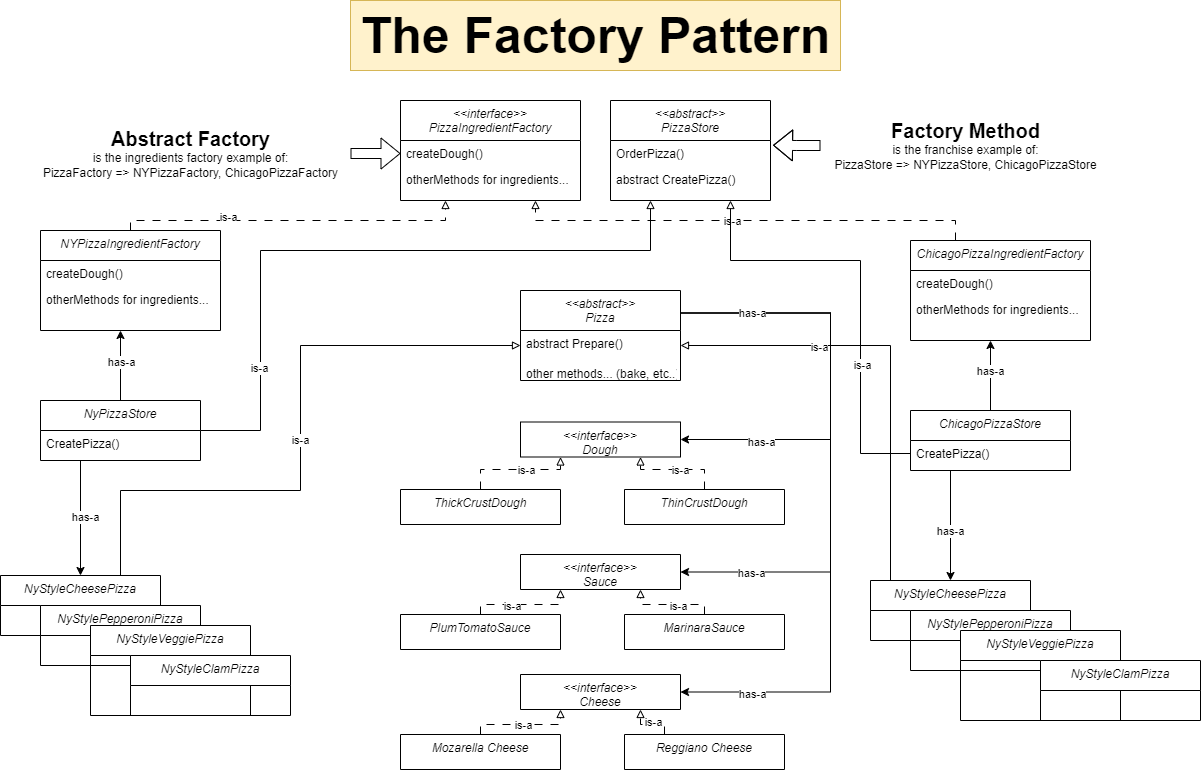 The Factory Pattern
Abstract Factory
is the ingredients factory example of:
PizzaFactory => NYPizzaFactory, ChicagoPizzaFactory
<<interface>>
PizzaIngredientFactory
createDough()
otherMethods for ingredients...
<<abstract>>
PizzaStore
OrderPizza()
abstract CreatePizza()
Factory Method
is the franchise example of:
PizzaStore => NYPizzaStore, ChicagoPizzaStore
is-a
is-a
NYPizzaIngredientFactory
createDough()
otherMethods for ingredients...
ChicagoPizzaIngredientFactory
createDough()
otherMethods for ingredients...
<<abstract>>
Pizza
abstract Prepare()
other methods... (bake, etc..
has-a
is-a
has-a
is-a
is-a
has-a
NyPizzaStore
CreatePizza()
ChicagoPizzaStore
CreatePizza()
is-a
<<interface>>
Dough
has-a
is-a
is-a
ThickCrustDough
ThinCrustDough
has-a
has-a
<<interface>>
Sauce
has-a
is-a
is-a
PlumTomatoSauce
MarinaraSauce
NyStyleCheesePizza
NyStylePepperoniPizza
NyStyleVeggiePizza
NyStyleClamPizza
NyStyleCheesePizza
NyStylePepperoniPizza
NyStyleVeggiePizza
NyStyleClamPizza
<<interface>>
Cheese
has-a
is-a
is-a
Mozarella Cheese
Reggiano Cheese